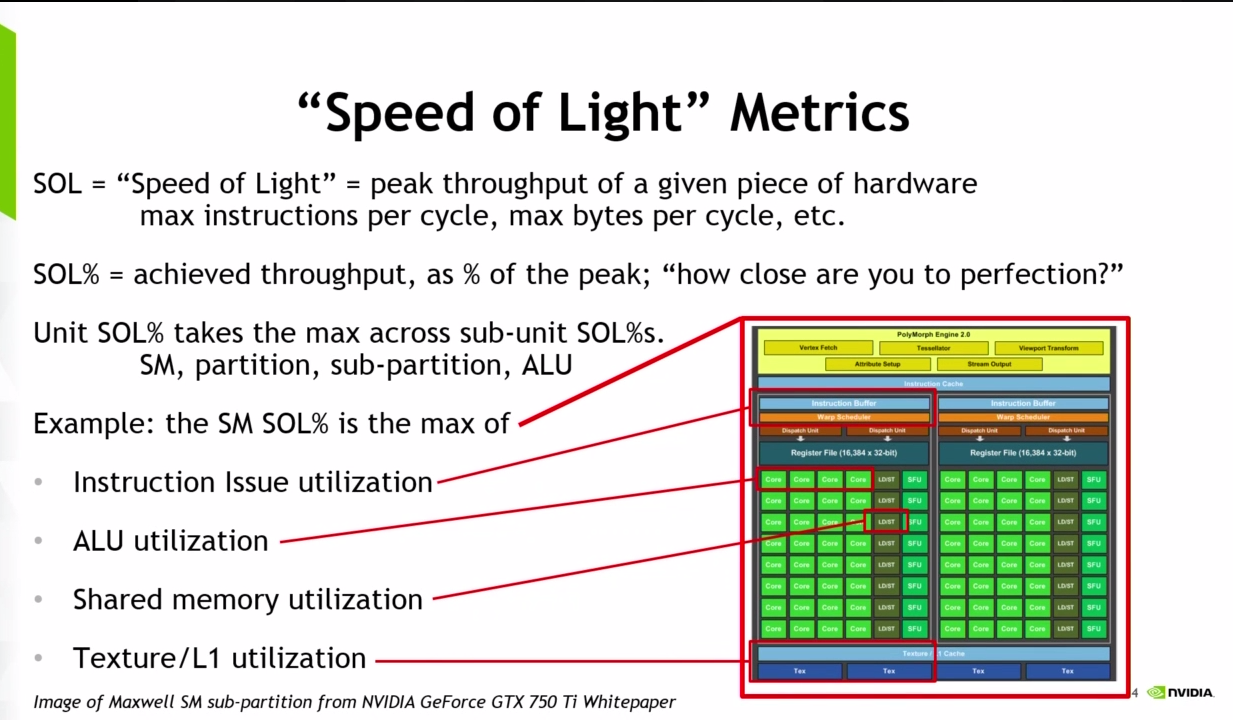 “Speed of Light” Metrics
SOL = “Speed of Light” = peak throughput of a given piece of hardware
max instructions per cycle, max bytes per cycle, etc.
SOL% = achieved throughput, as % of the peak; “how close are you to perfection?”
Unit SOL% takes the max across sub-unit SOL%s.
SM, partition, sub-partition, ALU
Example: the SM SOL% is the max of
• Instruction Issue utilization
• ALU utilization
• Shared memory utilization
• Texture/L1 utilization
Image of Maxwell SM sub-partition from NVIDIA GeForce GTX 750 Ti Whitepaper
PolyMorph Engine 2.0
Vertex Fetch Tessellator Viewport Transform
Attribute Setup Stream Output
Instruction Cache
Instruction Buffer Instruction Buffer
Warp Scheduler Warp Scheduler
Dispatch Unit Dispatch Unit Dispatch Unit Dispatch Unit
Register File (16,384 x 32-bit) Register File (16,384 x 32-bit)
Core Core Core Core LD/ST SFU Core Core Core Core LD/ST SFU
Core Core Core Core LD/ST SFU Core Core Core Core LD/ST SFU
Core Core Core LD/ST SFU Core Core Core Core LD/ST SFU
Core Core Core Core LD/ST SFU Core Core Core Core LD/ST SFU
Core Core Core Core LD/ST SFU Core Core Core Core LD/ST SFU
Core Core Core Core LD/ST SFU Core Core Core Core LD/ST SFU
Core Core Core Core LD/ST SFU Core Core Core Core LD/ST SFU
Core Core Core Core LD/ST SFU Core Core Core Core LD/ST SFU
Texture / L1 Cache
Tex Tex Tex Tex
4 NVIDIA.